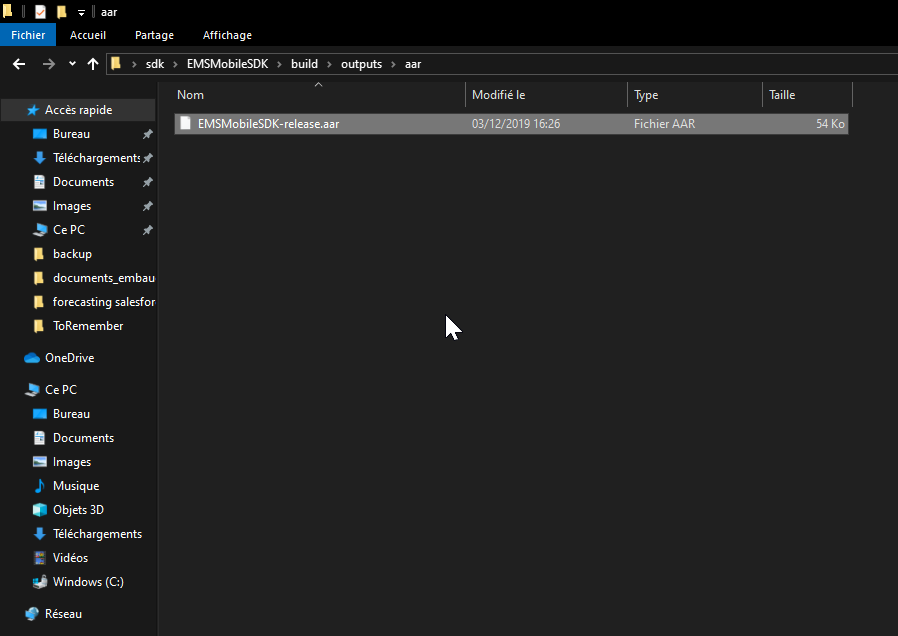 aar
Fichier Accueil Partage Affichage
sdk EMSMobileSDK build outputs aar
Nom Modifié le Type Taille
EMSMobileSDK-release.aar 03/12/2019 16:26 Fichier AAR 54 Ko
Accès rapide
Bureau
Téléchargements
Documents
Images
Ce PC
backup
documents_embau
forecasting salesfor
ToRemember
OneDrive
Ce PC
Bureau
Documents
Images
Musique
Objets 3D
Téléchargements
Vidéos
Windows (C:)
Réseau